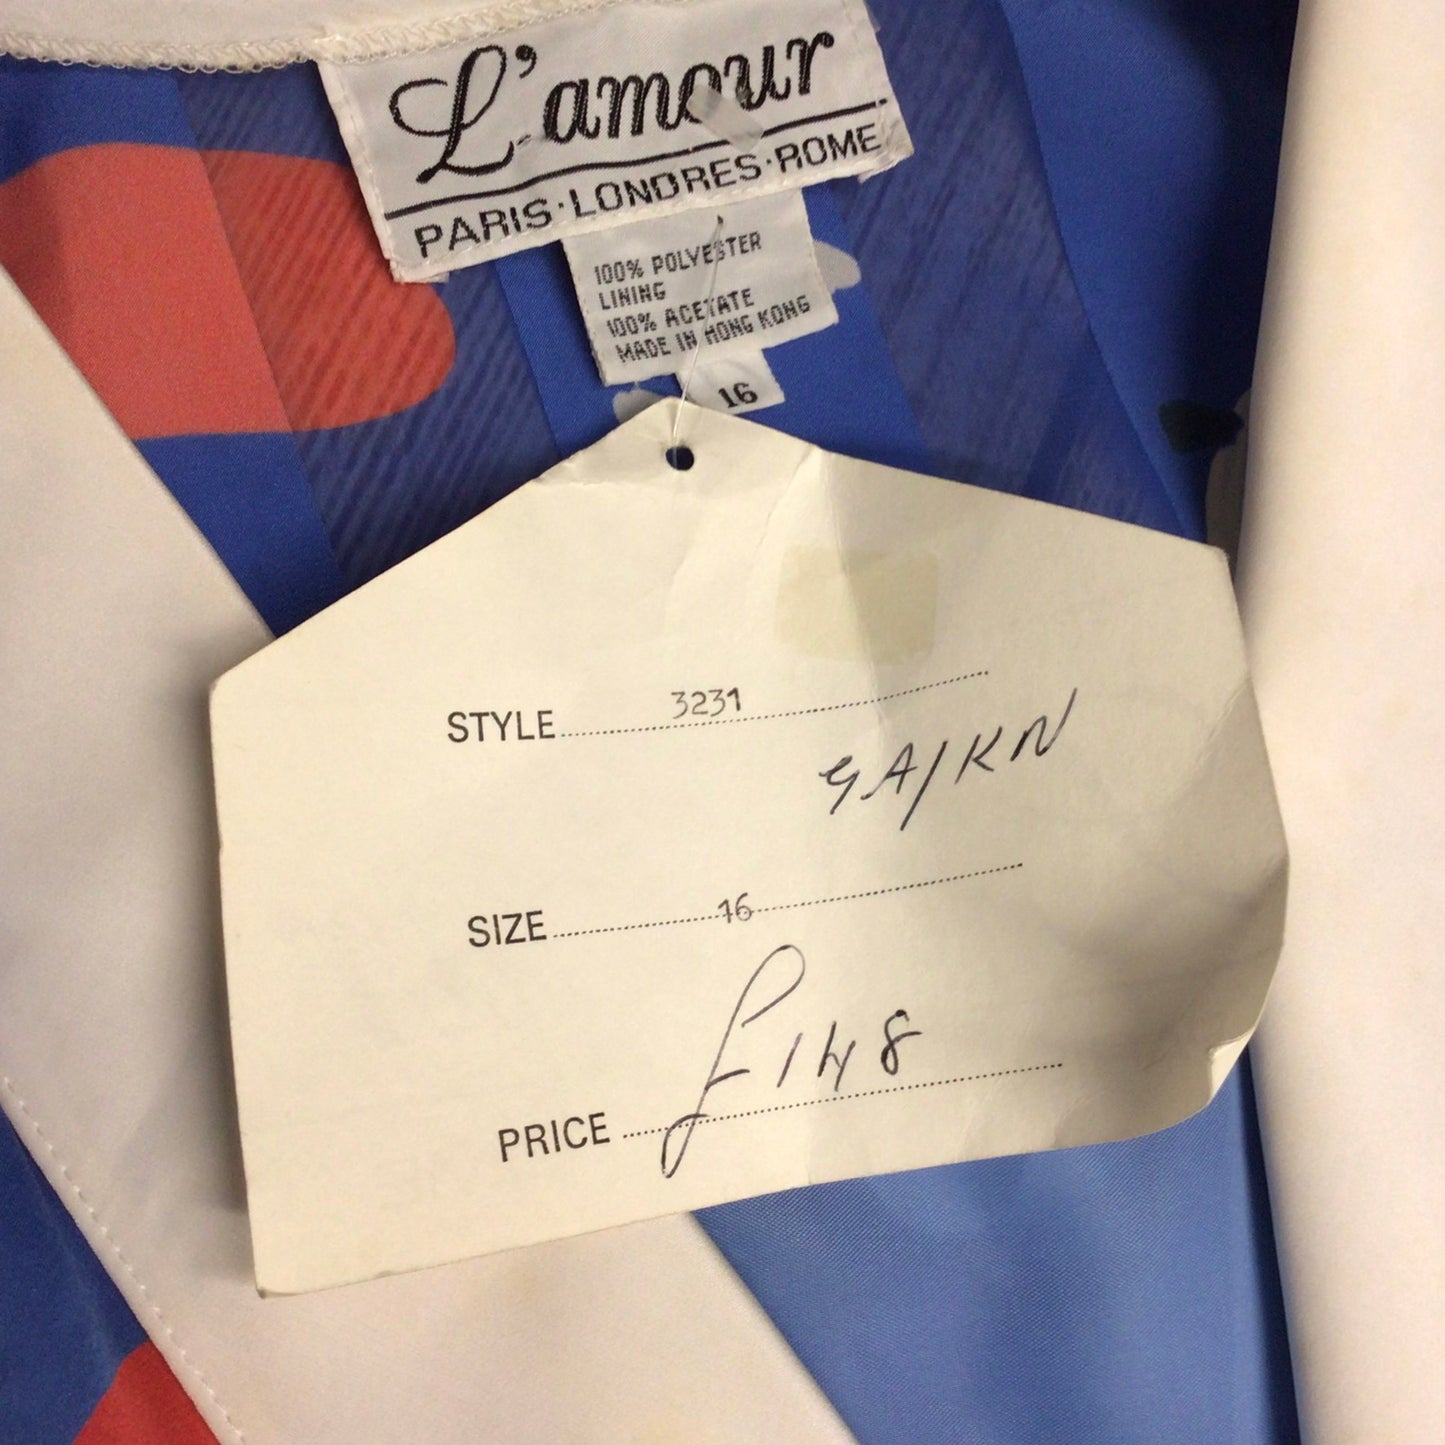 L'amour
PARIS·LONDRES·ROME
100% POLYESTER
LINING
100% ACETATE
MADE IN HONG KONG
16
STYLE 3231
GA/KN
SIZE 16
PRICE £148